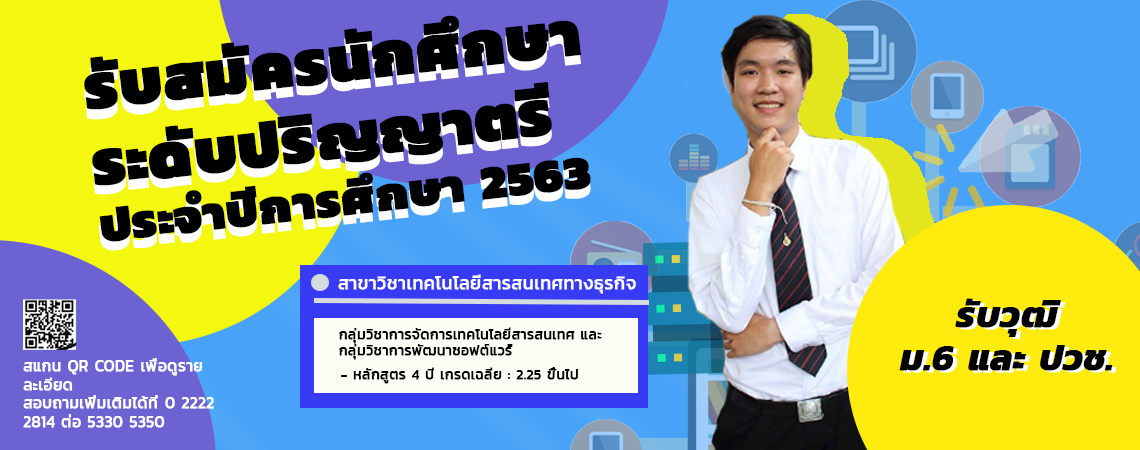 รับสมัครนักศึกษา
ระดับปริญญาตรี
ประจำปีการศึกษา 2563
สาขาวิชาเทคโนโลยีสารสนเทศทางธุรกิจ
กลุ่มวิชาการจัดการเทคโนโลยีสารสนเทศ และ
กลุ่มวิชาการพัฒนาซอฟต์แวร์
- หลักสูตร 4 ปี เกรดเฉลี่ย : 2.25 ขึ้นไป
สแกน QR CODE เพื่อดูราย
ละเอียด
สอบถามเพิ่มเติมได้ที่ 0 2222
2814 ต่อ 5330 5350
รับวุฒิ
ม.6 และ ปวช.